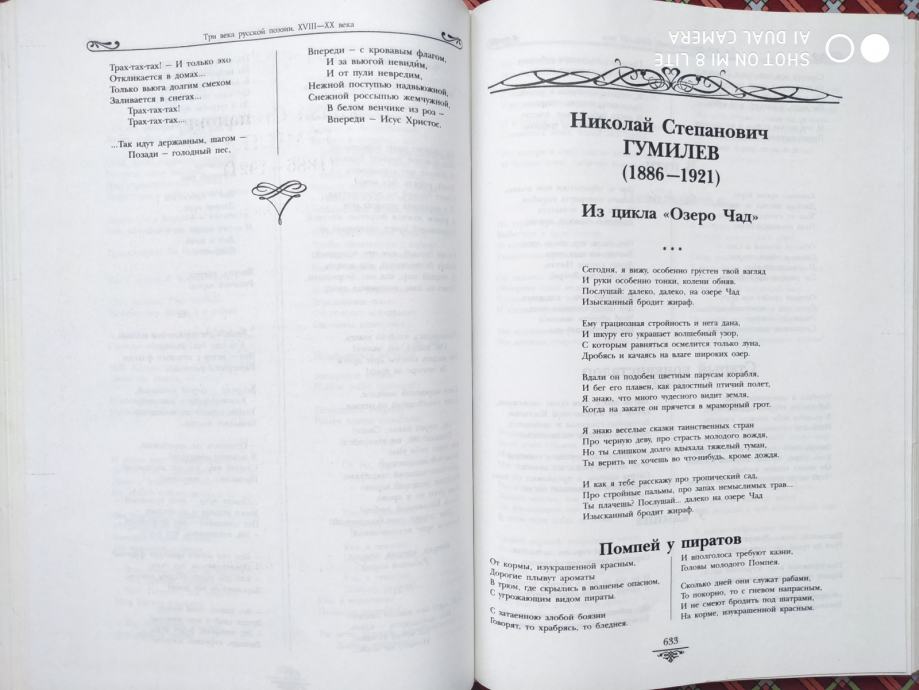 Три века русской поэзии. XVIII—XX века
Трах-тах-тах! — И только эхо
Откликается в домах...
Только вьюга долгим смехом
Заливается в снегах...
Трах-тах-тах!
Трах-тах-тах....
...Так идут державным, шагом —
Позади — голодный пес,
Впереди — с кровавым флагом,
И за вьюгой невидим,
И от пули невредим,
Нежной поступью надвьюжной,
Снежной россыпью жемчужной,
В белом венчике из роз —
Впереди — Исус Христос.
SHOT ON MI 8 LITE
AI DUAL CAMERA
Николай Степанович
ГУМИЛЕВ
(1886—1921)
Из цикла «Озеро Чад»
* * *
Сегодня, я вижу, особенно грустен твой взгляд
И руки особенно тонки, колени обняв.
Послушай: далеко, далеко, на озере Чад
Изысканный бродит жираф.
Ему грациозная стройность и нега дана,
И шкуру его украшает волшебный узор,
С которым равняться осмелится только луна,
Дробясь и качаясь на влаге широких озер.
Вдали он подобен цветным парусам корабля,
И бег его плавен, как радостный птичий полет,
Я знаю, что много чудесного видит земля,
Когда на закате он прячется в мраморный грот.
Я знаю веселые сказки таинственных стран
Про черную деву, про страсть молодого вождя,
Но ты слишком долго вдыхала тяжелый туман,
Ты верить не хочешь во что-нибудь, кроме дождя.
И как я тебе расскажу про тропический сад,
Про стройные пальмы, про запах немыслимых трав...
Ты плачешь? Послушай... далеко на озере Чад
Изысканный бродит жираф.
Помпей у пиратов
От кормы, изукрашенной красным,
Дорогие плывут ароматы
В трюм, где скрылись в волненье опасном,
С угрожающим видом пираты.
С затаенною злобой боязни
Говорят, то храбрясь, то бледнея.
И вполголоса требуют казни,
Головы молодого Помпея.
Сколько дней они служат рабами,
То покорно, то с гневом напрасным,
И не смеют бродить под шатрами,
На корме, изукрашенной красным.
633